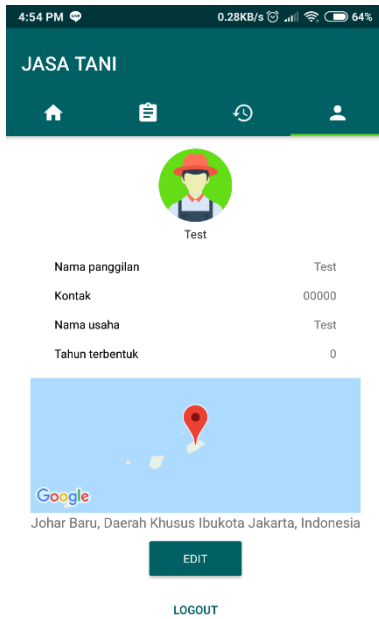 4:54 PM 0.28KB/s 64%
JASA TANI
Test
Nama panggilan Test
Kontak 00000
Nama usaha Test
Tahun terbentuk 0
Google
Johar Baru, Daerah Khusus Ibukota Jakarta, Indonesia
EDIT
LOGOUT